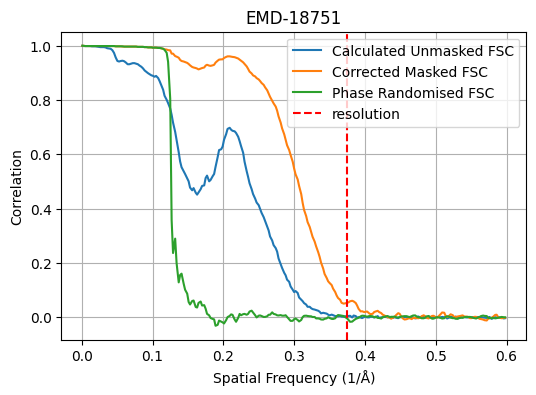 EMD-18751
Calculated Unmasked FSC
Corrected Masked FSC
Phase Randomised FSC
resolution
Correlation
1.0
0.8
0.6
0.4
0.2
0.0
0.0 0.1 0.2 0.3 0.4 0.5 0.6
Spatial Frequency (1/Å)